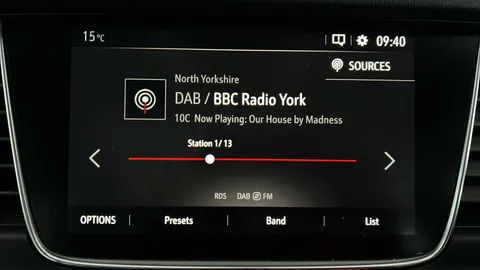 15°C
09:40
SOURCES
North Yorkshire
DAB / BBC Radio York
10C Now Playing: Our House by Madness
Station 1/ 13
RDS DAB FM
OPTIONS Presets Band List